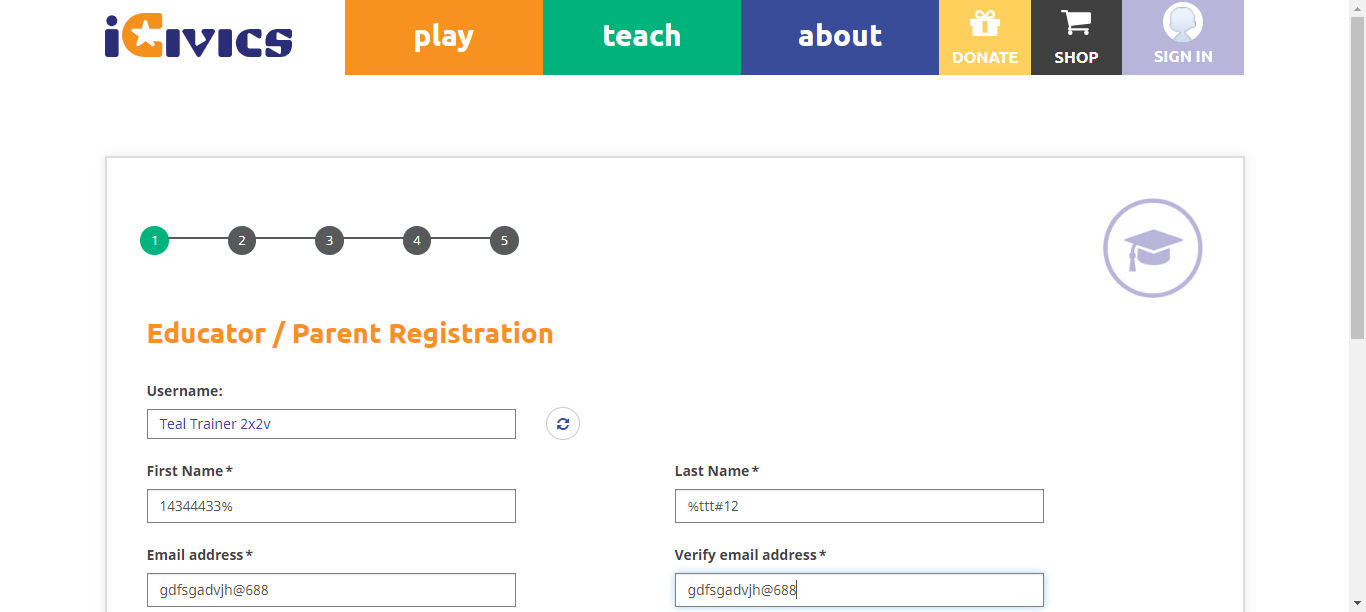 iCivics
play
teach
about
DONATE
SHOP
SIGN IN
1 2 3 4 5
Educator / Parent Registration
Username:
Teal Trainer 2x2v
First Name* Last Name*
14344433% %ttt#12
Email address* Verify email address*
gdfsgadvjh@688 gdfsgadvjh@688